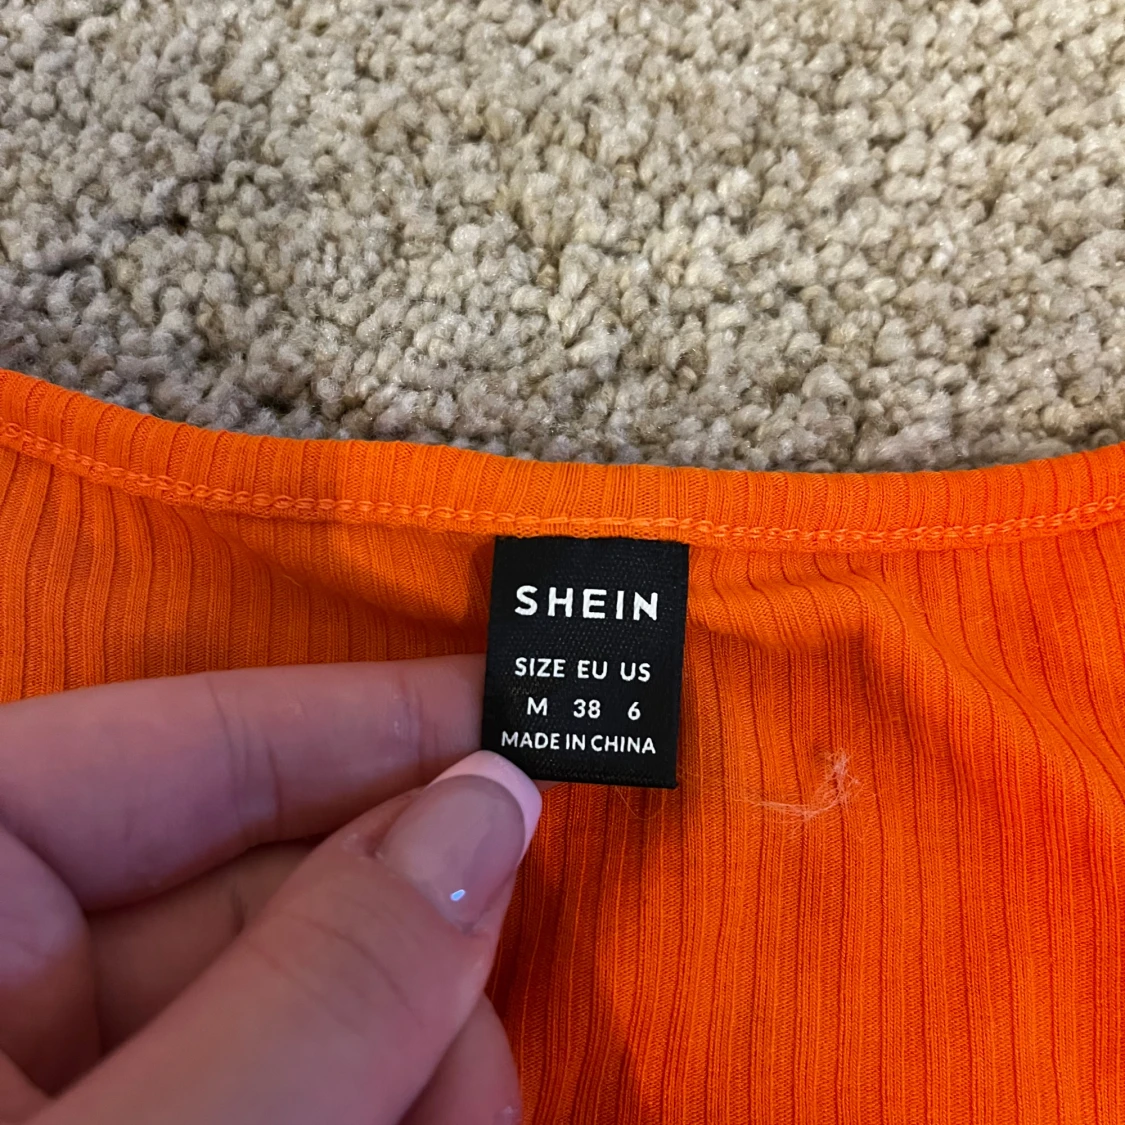 SHEIN
SIZE EU US
M 38 6
MADE IN CHINA